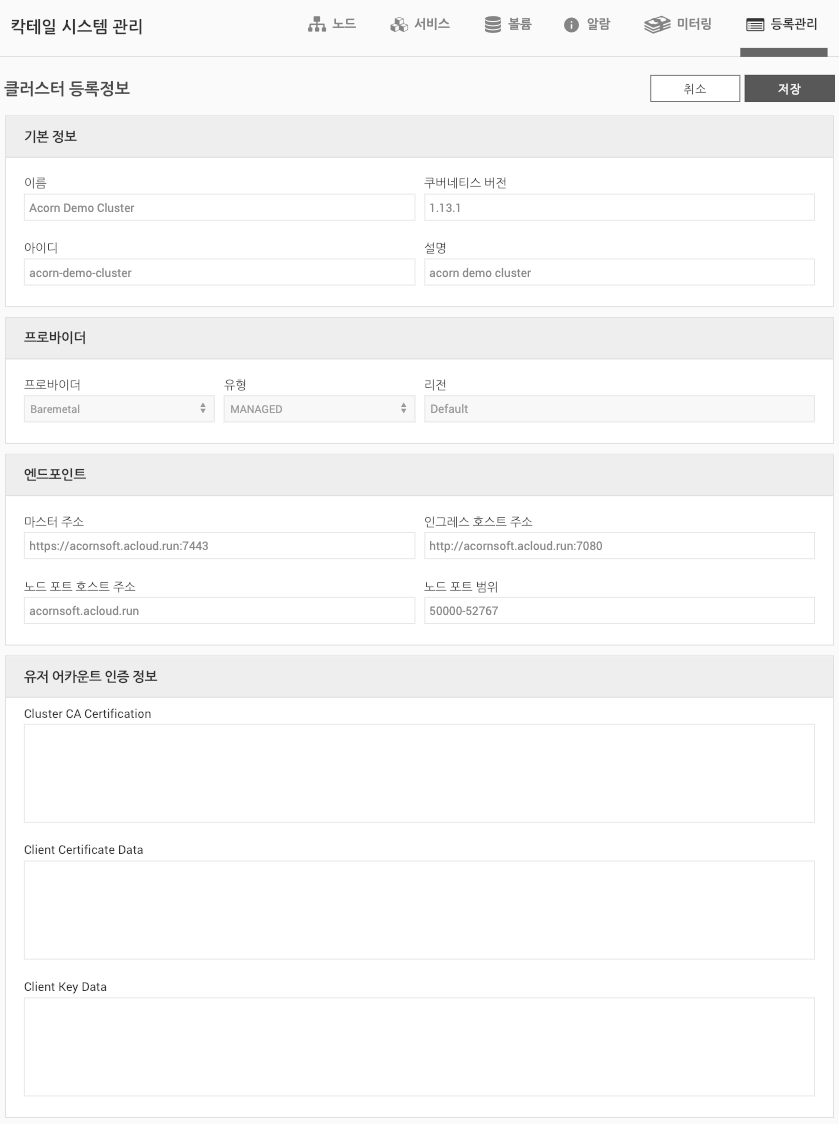 칵테일 시스템 관리 노드 서비스 볼륨 알람 미터링 등록관리
클러스터 등록정보 취소 저장
기본 정보
이름 쿠버네티스 버전
Acorn Demo Cluster 1.13.1
아이디 설명
acorn-demo-cluster acorn demo cluster
프로바이더
프로바이더 유형 리전
Baremetal MANAGED Default
엔드포인트
마스터 주소 인그레스 호스트 주소
https://acornsoft.acloud.run:7443 http://acornsoft.acloud.run:7080
노드 포트 호스트 주소 노드 포트 범위
acornsoft.acloud.run 50000-52767
유저 어카운트 인증 정보
Cluster CA Certification
Client Certificate Data
Client Key Data